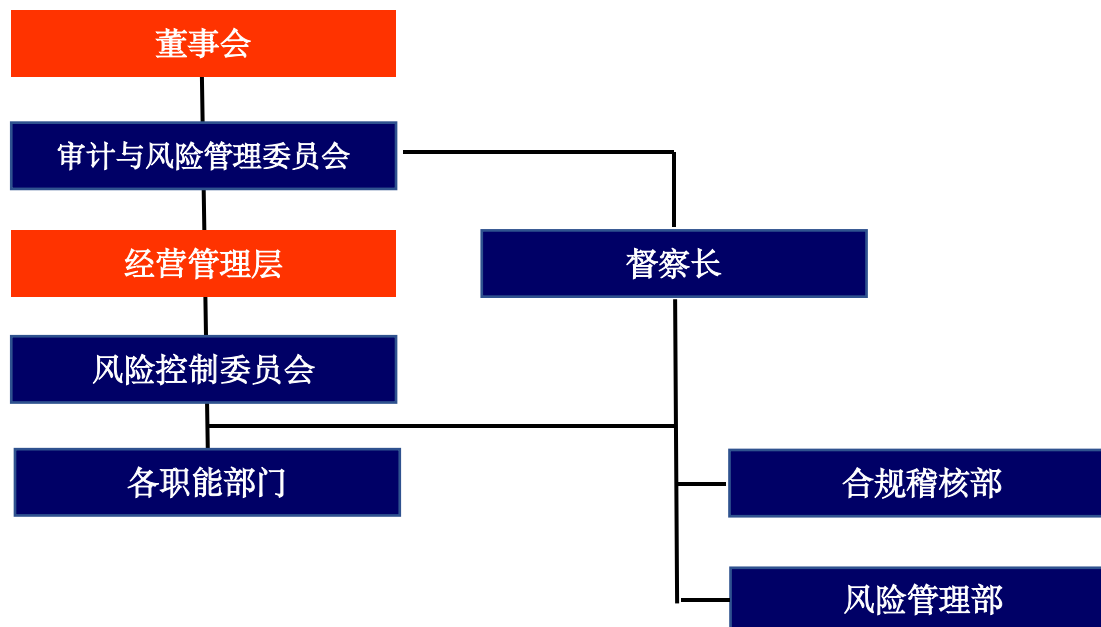 董事会
审计与风险管理委员会
经营管理层
督察长
风险控制委员会
各职能部门
合规稽核部
风险管理部